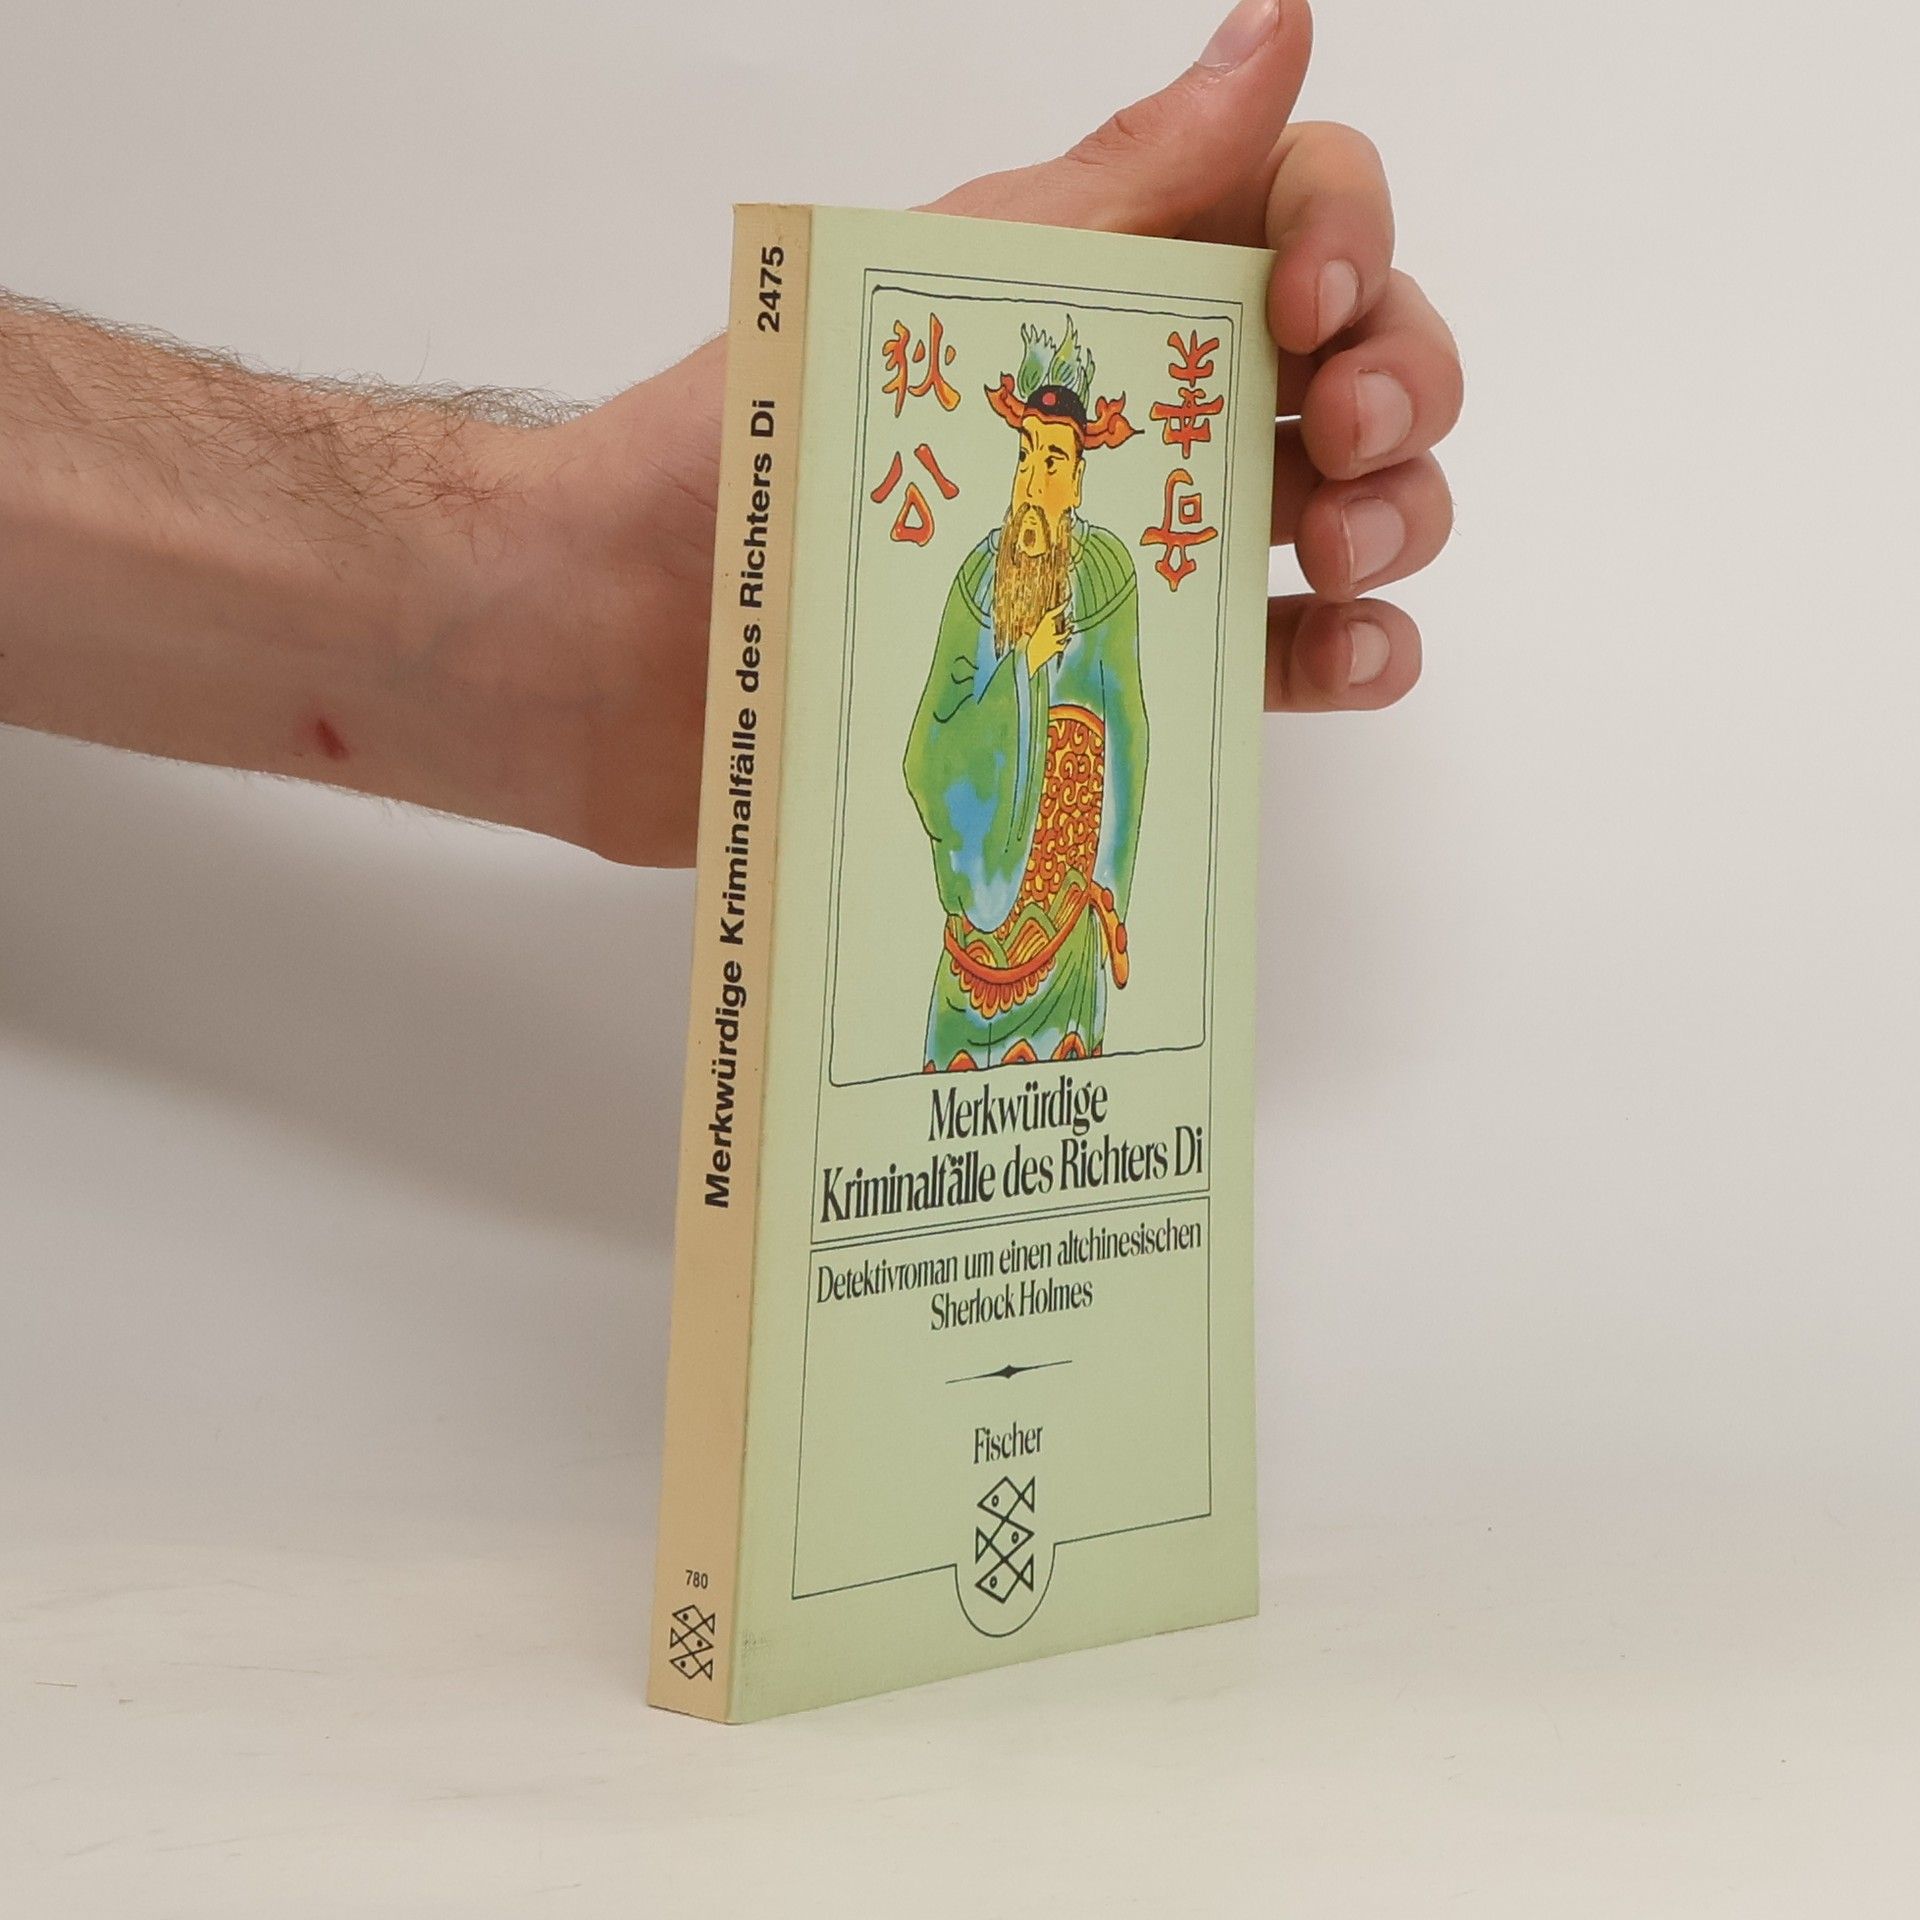 Merkwürdige Kriminalfälle des Richters Di 2475
780
狄公
奇案
Merkwürdige
Kriminalfälle des Richters Di
Detektivroman um einen altchinesischen
Sherlock Holmes
Fischer